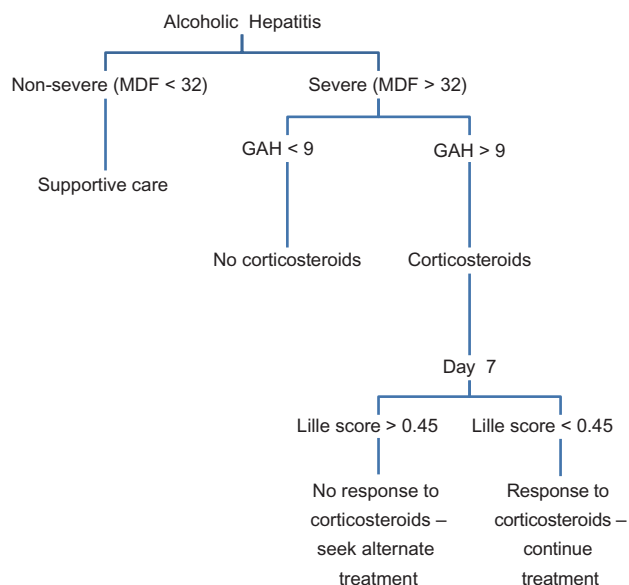 Alcoholic Hepatitis
Non-severe (MDF < 32)
Severe (MDF > 32)
GAH < 9
GAH > 9
Supportive care
No corticosteroids
Corticosteroids
Day 7
Lille score > 0.45
Lille score < 0.45
No response to
corticosteroids –
seek alternate
treatment
Response to
corticosteroids –
continue
treatment